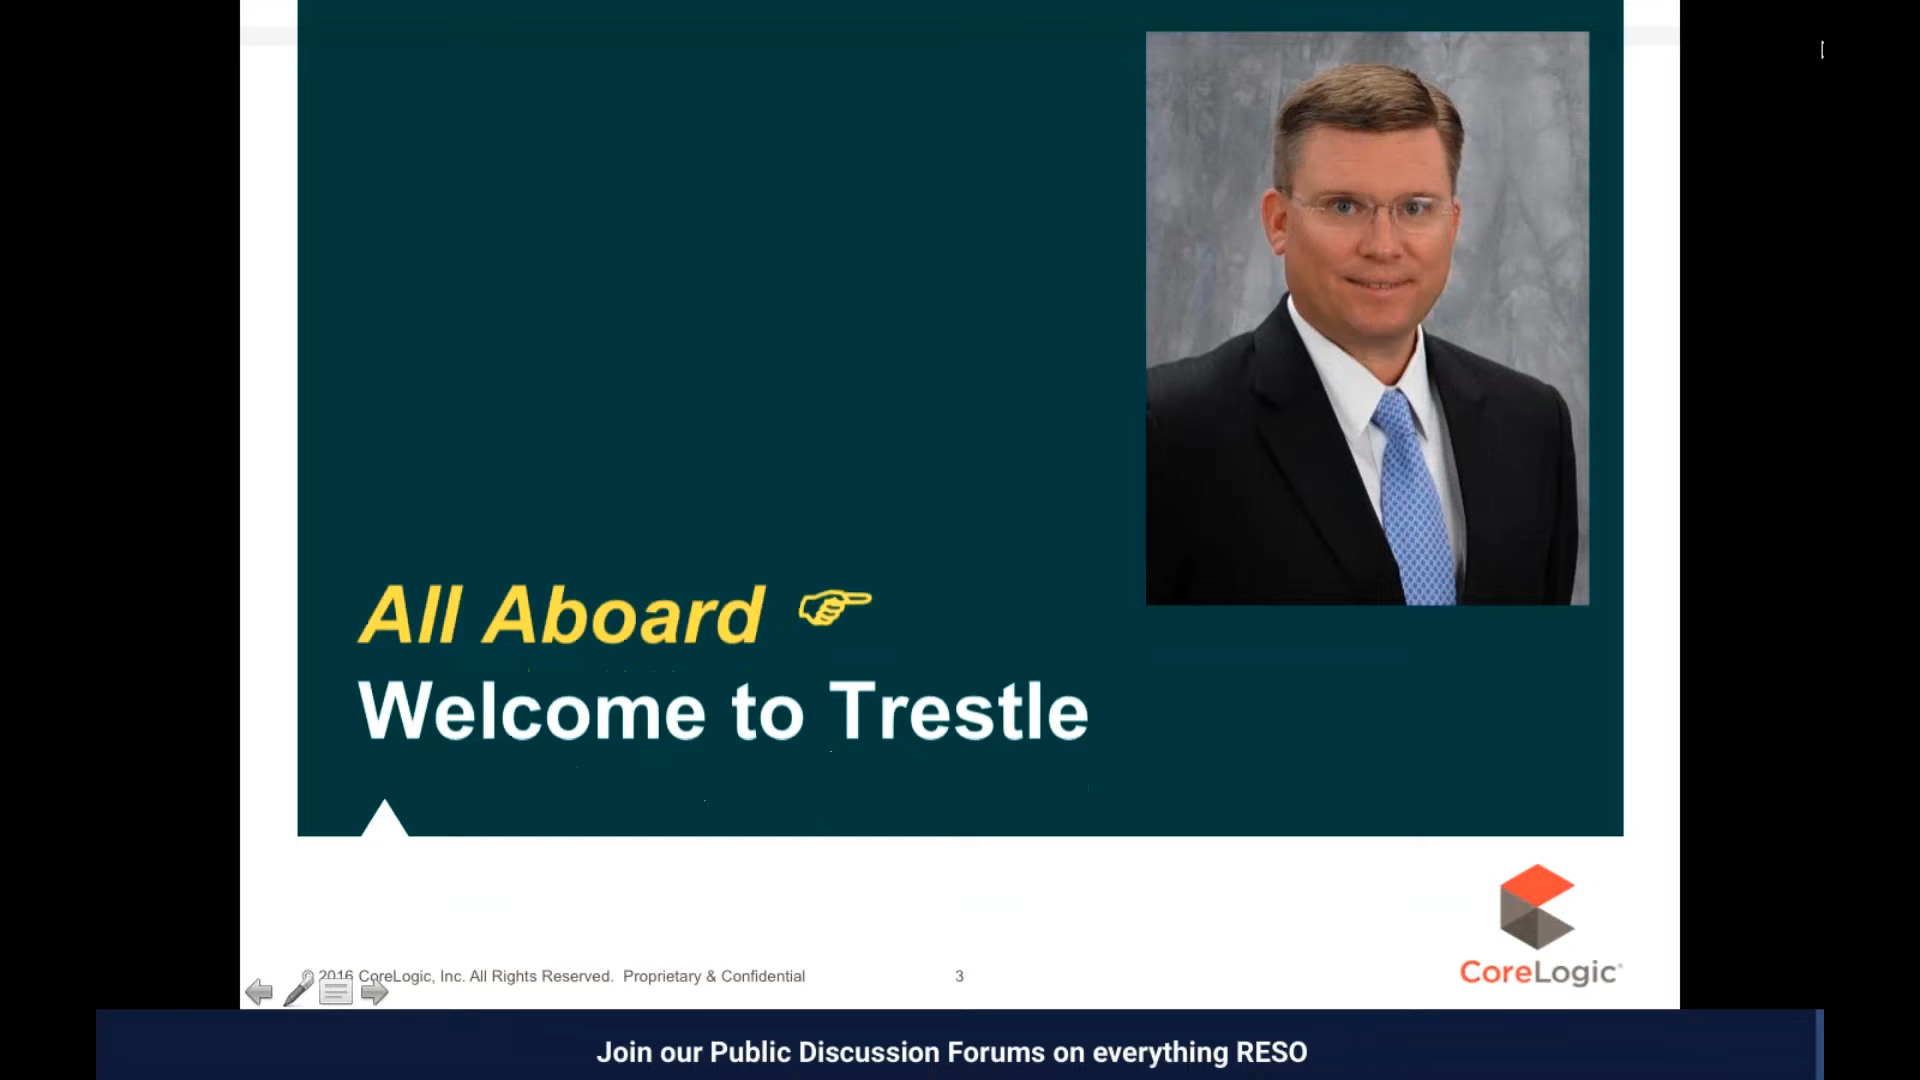 All Aboard
Welcome to Trestle
© 2016 CoreLogic, Inc. All Rights Reserved. Proprietary & Confidential
3
CoreLogic
Join our Public Discussion Forums on everything RESO